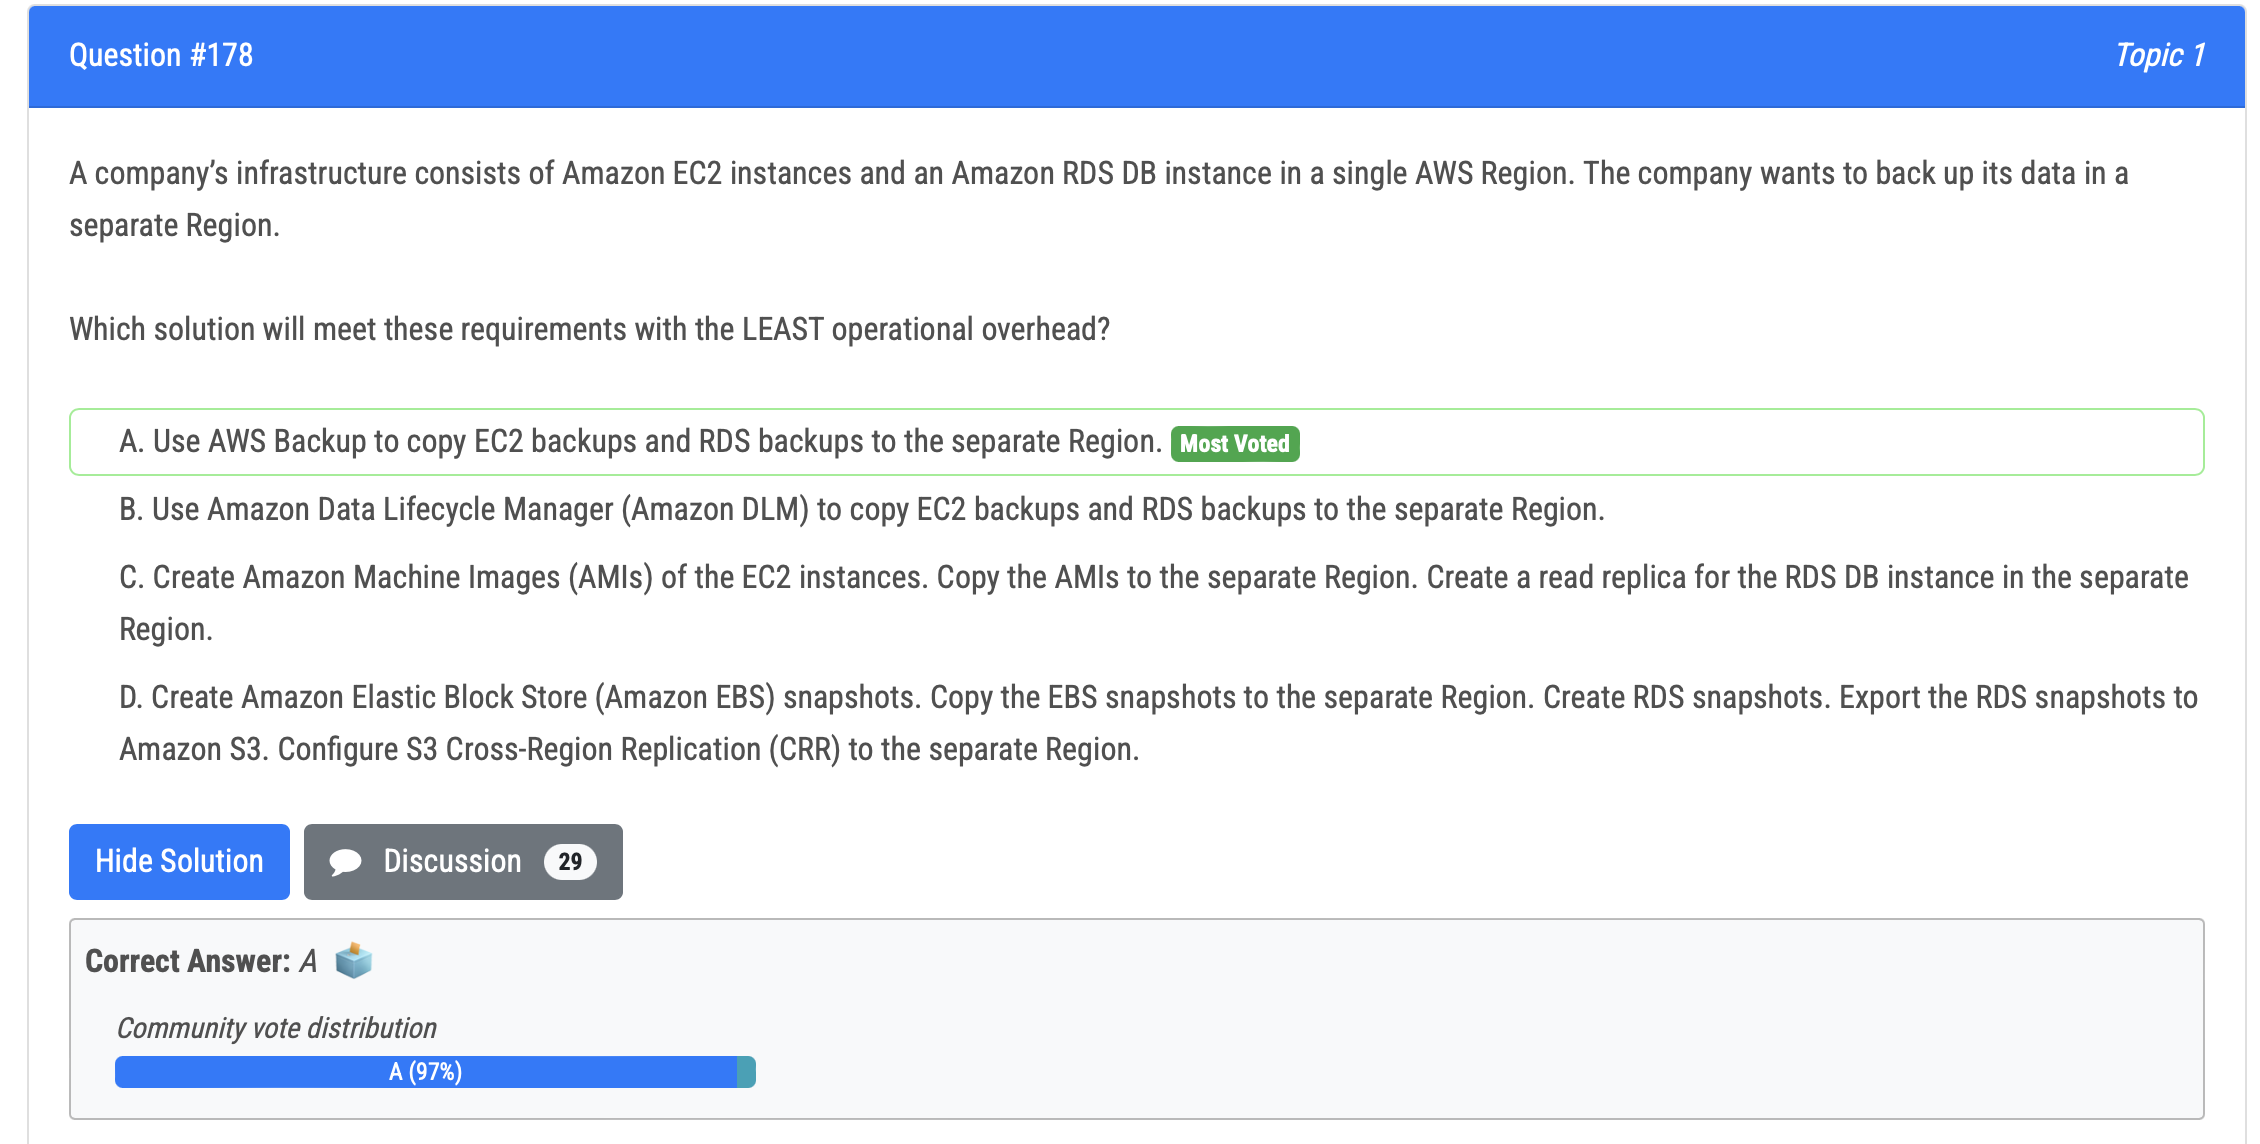 Question #178
Topic 1
A company’s infrastructure consists of Amazon EC2 instances and an Amazon RDS DB instance in a single AWS Region. The company wants to back up its data in a
separate Region.
Which solution will meet these requirements with the LEAST operational overhead?
A. Use AWS Backup to copy EC2 backups and RDS backups to the separate Region. Most Voted
B. Use Amazon Data Lifecycle Manager (Amazon DLM) to copy EC2 backups and RDS backups to the separate Region.
C. Create Amazon Machine Images (AMIs) of the EC2 instances. Copy the AMIs to the separate Region. Create a read replica for the RDS DB instance in the separate
Region.
D. Create Amazon Elastic Block Store (Amazon EBS) snapshots. Copy the EBS snapshots to the separate Region. Create RDS snapshots. Export the RDS snapshots to
Amazon S3. Configure S3 Cross-Region Replication (CRR) to the separate Region.
Hide Solution
Discussion 29
Correct Answer: A
Community vote distribution
A (97%)